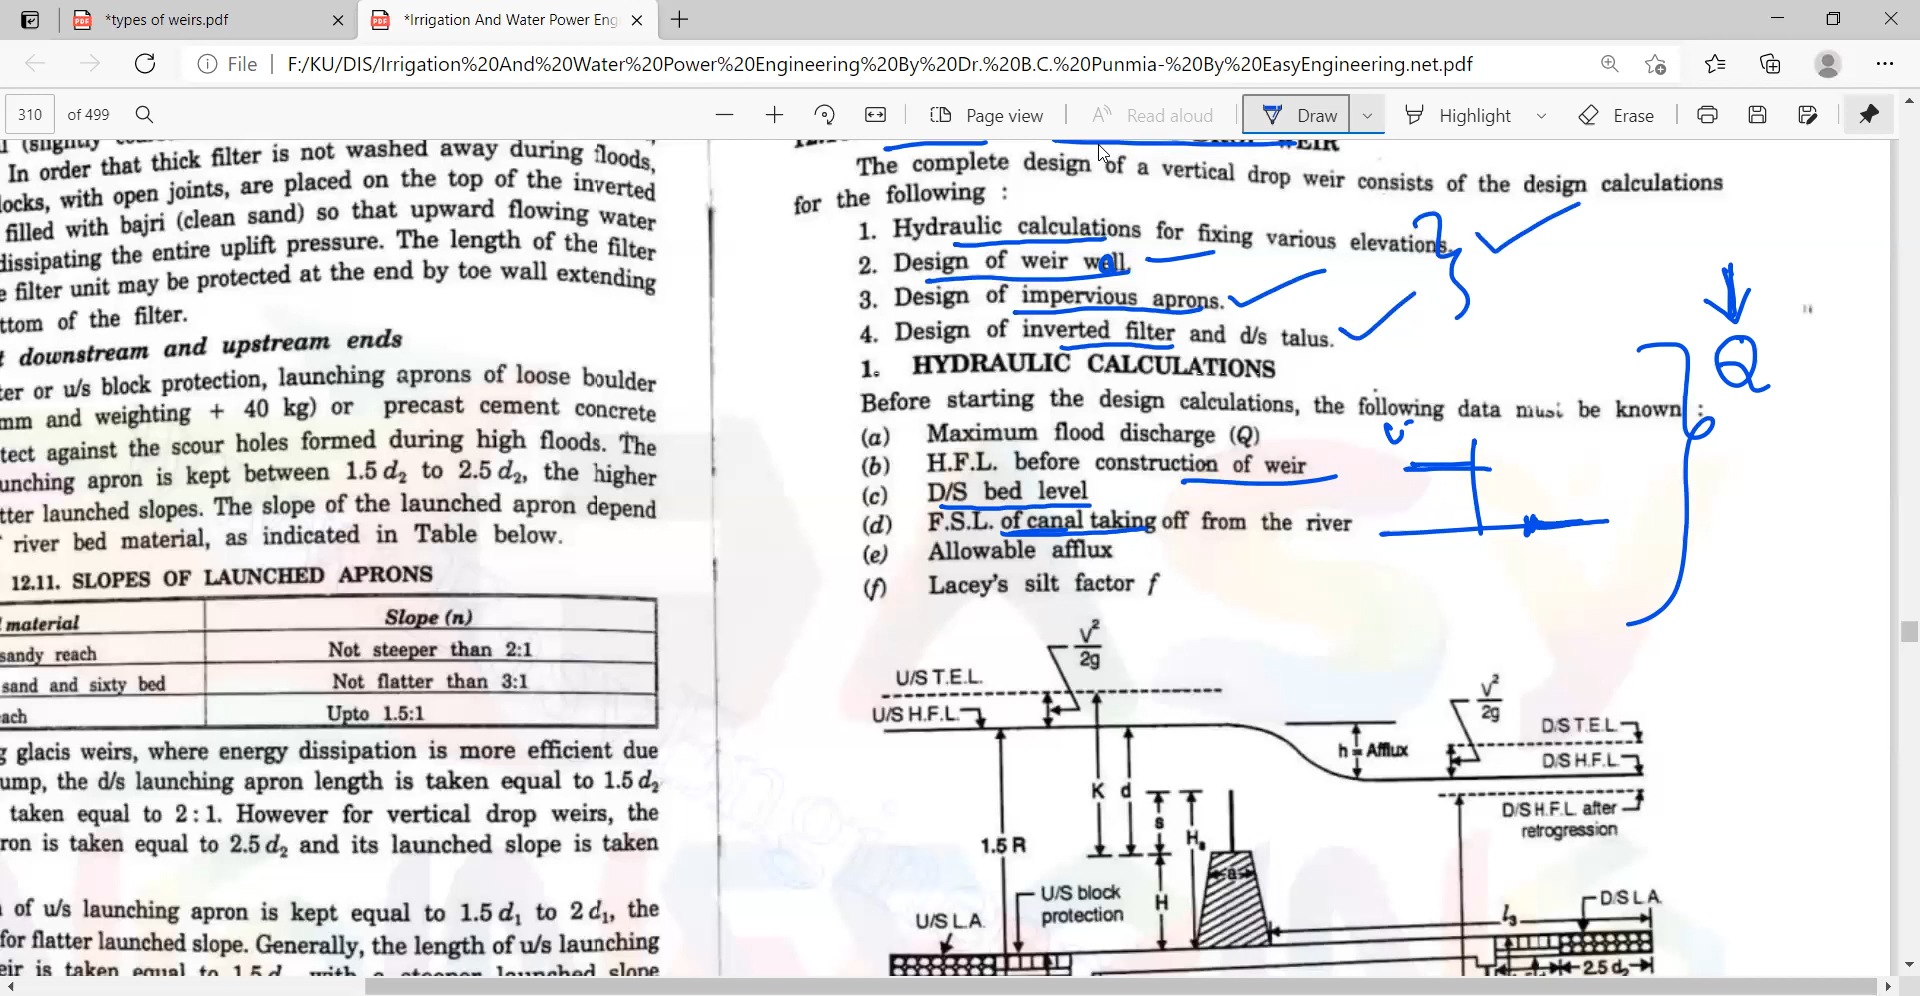 *types of weirs.pdf
*Irrigation And Water Power Eng
File
F:/KU/DIS/Irrigation%20And%20Water%20Power%20Engineering%20By%20Dr.%20B.C.%20Punmia-%20By%20EasyEngineering.net.pdf
310 of 499
Page view
Read aloud
Draw
Highlight
Erase
In order that thick filter is not washed away during floods,
locks, with open joints, are placed on the top of the inverted
filled with bajri (clean sand) so that upward flowing water
dissipating the entire uplift pressure. The length of the filter
filter unit may be protected at the end by toe wall extending
ttom of the filter.
t downstream and upstream ends
ter or u/s block protection, launching aprons of loose boulder
mm and weighting + 40 kg) or precast cement concrete
tect against the scour holes formed during high floods. The
unching apron is kept between 1.5 d2 to 2.5 d2, the higher
tter launched slopes. The slope of the launched apron depend
river bed material, as indicated in Table below.
12.11. SLOPES OF LAUNCHED APRONS
material Slope (n)
sandy reach Not steeper than 2:1
sand and sixty bed Not flatter than 3:1
each Upto 1.5:1
g glacis weirs, where energy dissipation is more efficient due
ump, the d/s launching apron length is taken equal to 1.5 d2
taken equal to 2 : 1. However for vertical drop weirs, the
ron is taken equal to 2.5 d2 and its launched slope is taken
of u/s launching apron is kept equal to 1.5 d1 to 2 d1, the
for flatter launched slope. Generally, the length of u/s launching
eir is taken equal to 1.5 d
WEIR
The complete design of a vertical drop weir consists of the design calculations
for the following :
1. Hydraulic calculations for fixing various elevations.
2. Design of weir wall.
3. Design of impervious aprons.
4. Design of inverted filter and d/s talus.
1. HYDRAULIC CALCULATIONS
Before starting the design calculations, the following data must be known :
(a) Maximum flood discharge (Q)
(b) H.F.L. before construction of weir
(c) D/S bed level
(d) F.S.L. of canal taking off from the river
(e) Allowable afflux
(f) Lacey's silt factor f
Q
V²
2g
U/S T.E.L.
U/S H.F.L.
V²
2g
D/S T.E.L.
h = Afflux
D/S H.F.L.
K d
D/S H.F.L. after
retrogression
s
1.5 R
a
U/S block
protection
H
U/S L.A.
l3
D/S L.A.
2.5 d2